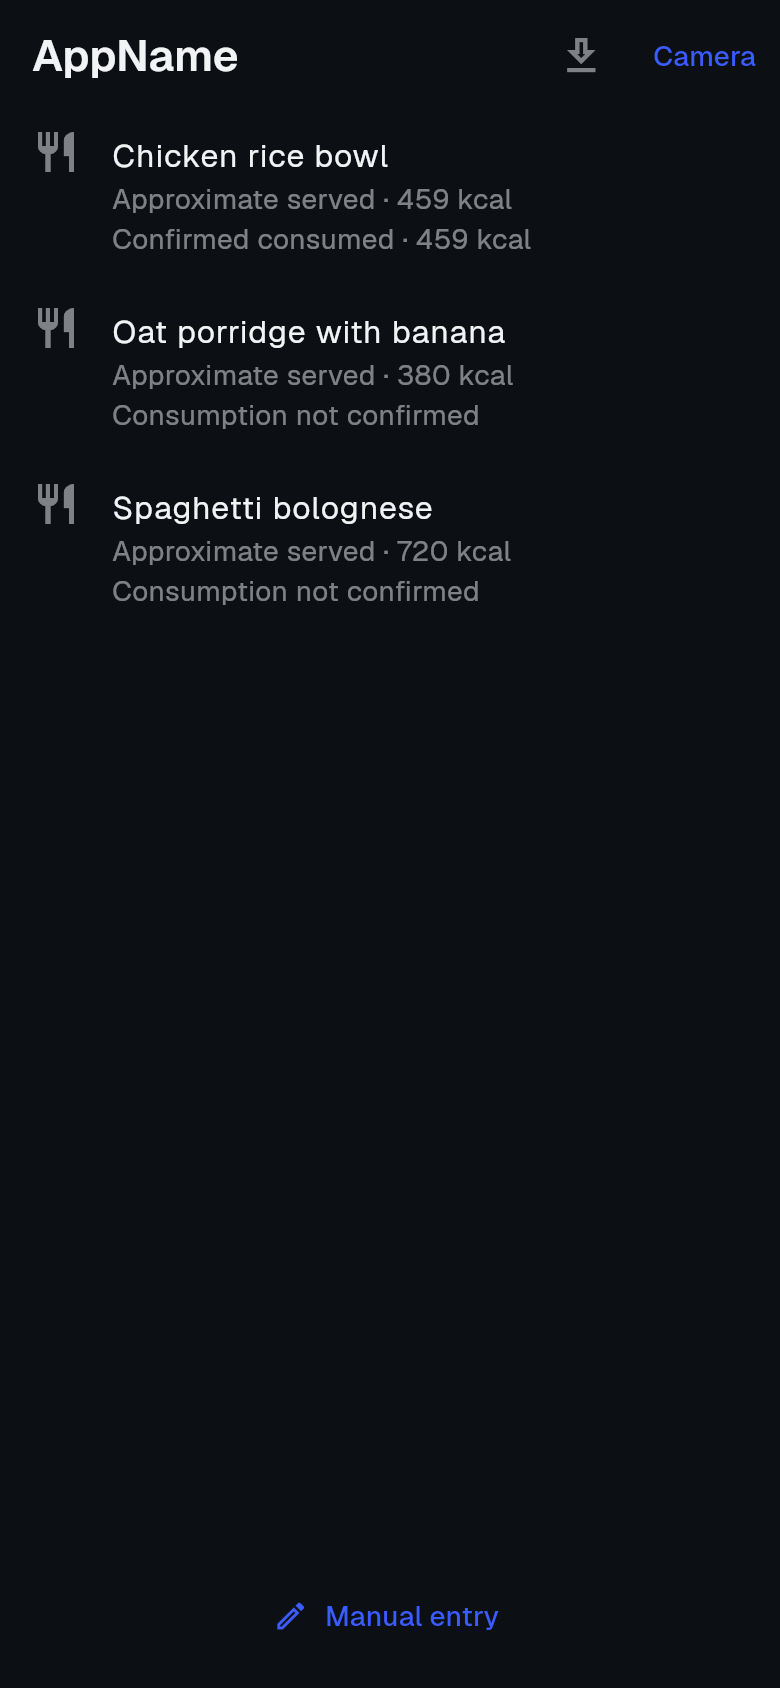 AppName
Camera
Chicken rice bowl
Approximate served · 459 kcal
Confirmed consumed · 459 kcal
Oat porridge with banana
Approximate served · 380 kcal
Consumption not confirmed
Spaghetti bolognese
Approximate served · 720 kcal
Consumption not confirmed
Manual entry